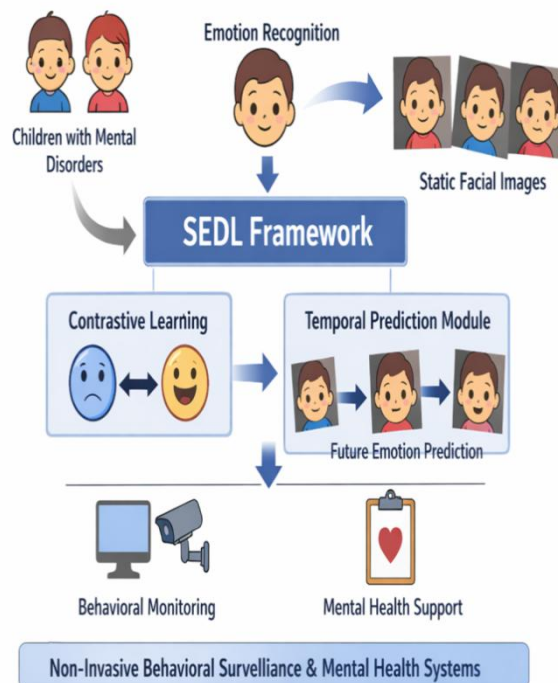 Emotion Recognition
Children with Mental
Disorders
Static Facial Images
SEDL Framework
Contrastive Learning
Temporal Prediction Module
Future Emotion Prediction
Behavioral Monitoring
Mental Health Support
Non-Invasive Behavioral Survelliance & Mental Health Systems